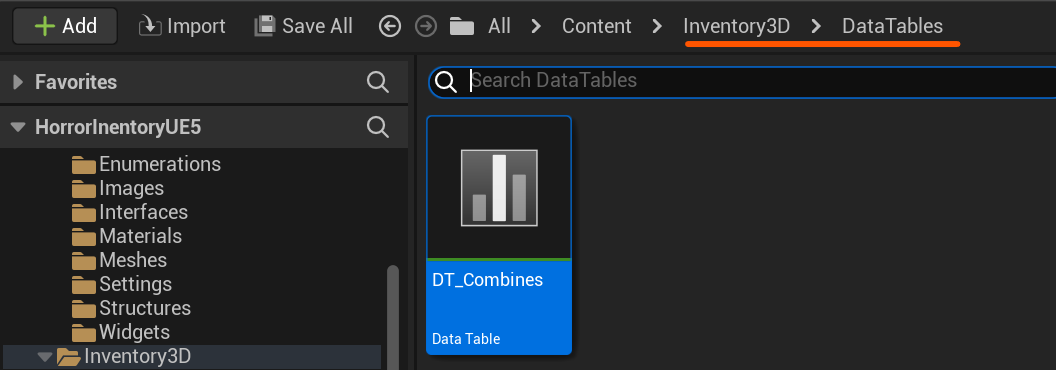 Add Import Save All All Content Inventory3D DataTables
Favorites
Search DataTables
HorrorInentoryUE5
Enumerations
Images
Interfaces
Materials
Meshes
Settings
Structures
Widgets
Inventory3D
DT_Combines
Data Table